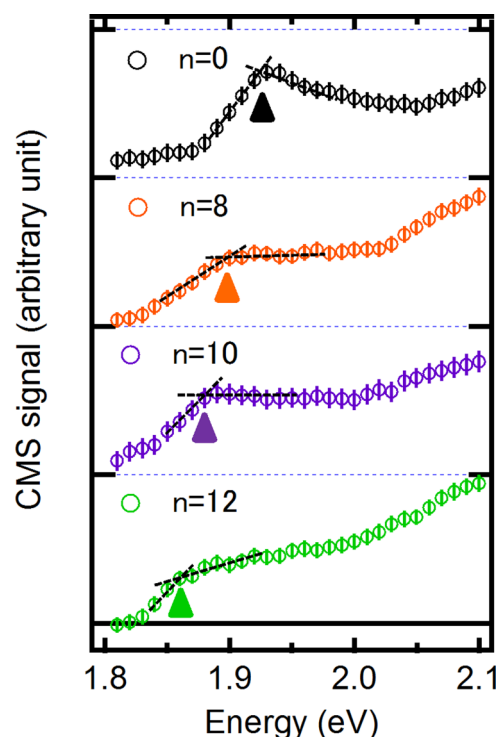 n=0
n=8
n=10
n=12
CMS signal (arbitrary unit)
1.8 1.9 2.0 2.1
Energy (eV)